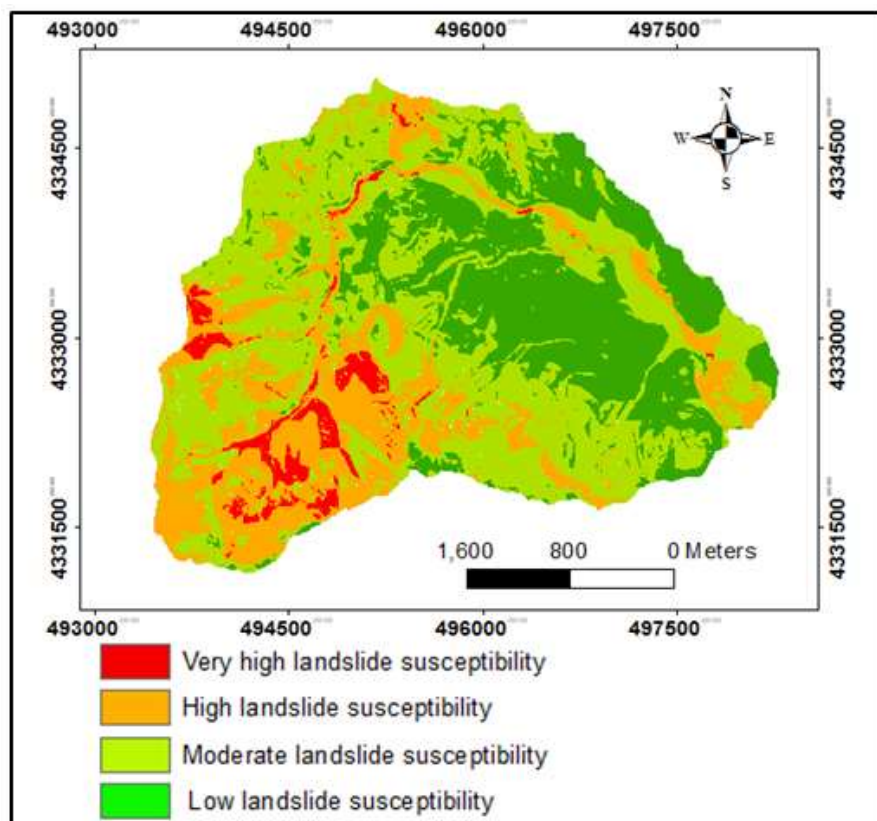 493000 494500 496000 497500
N
W E
S
4334500 4334500
4333000 4333000
4331500 4331500
1,600 800 0 Meters
493000 494500 496000 497500
Very high landslide susceptibility
High landslide susceptibility
Moderate landslide susceptibility
Low landslide susceptibility